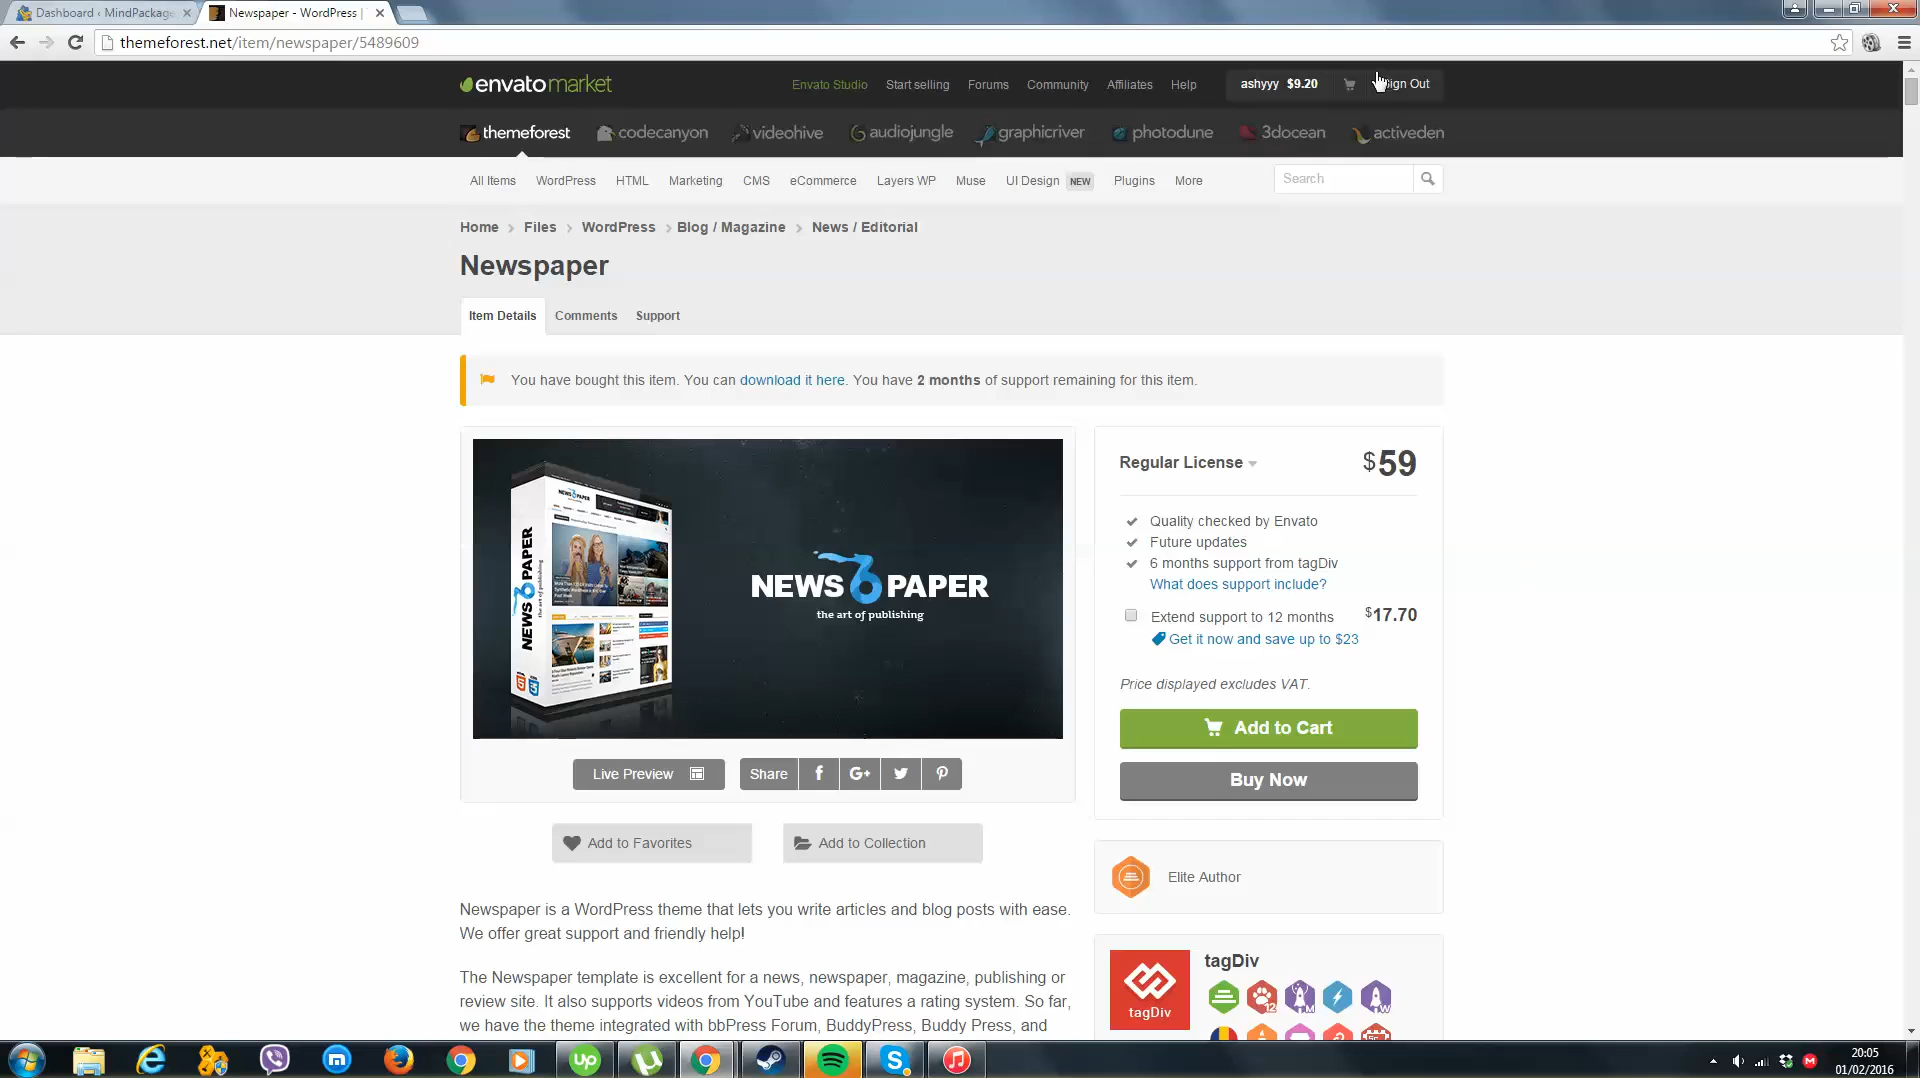 Dashboard ‹ MindPackage
Newspaper - WordPress |
themeforest.net/item/newspaper/5489609
envatomarket
Envato Studio
Start selling
Forums
Community
Affiliates
Help
ashyyy $9.20
Sign Out
themeforest
codecanyon
videohive
audiojungle
graphicriver
photodune
3docean
activeden
All Items
WordPress
HTML
Marketing
CMS
eCommerce
Layers WP
Muse
UI Design NEW
Plugins
More
Search
Home › Files › WordPress › Blog / Magazine › News / Editorial
Newspaper
Item Details
Comments
Support
You have bought this item. You can download it here. You have 2 months of support remaining for this item.
NEWS6PAPER
the art of publishing
NEWS6PAPER
the art of publishing
Regular License $59
Quality checked by Envato
Future updates
6 months support from tagDiv
What does support include?
Extend support to 12 months $17.70
Get it now and save up to $23
Price displayed excludes VAT.
Add to Cart
Buy Now
Live Preview
Share
Add to Favorites
Add to Collection
Elite Author
Newspaper is a WordPress theme that lets you write articles and blog posts with ease.
We offer great support and friendly help!
The Newspaper template is excellent for a news, newspaper, magazine, publishing or
review site. It also supports videos from YouTube and features a rating system. So far,
we have the theme integrated with bbPress Forum, BuddyPress, Buddy Press, and
tagDiv
tagDiv
20:05
01/02/2016